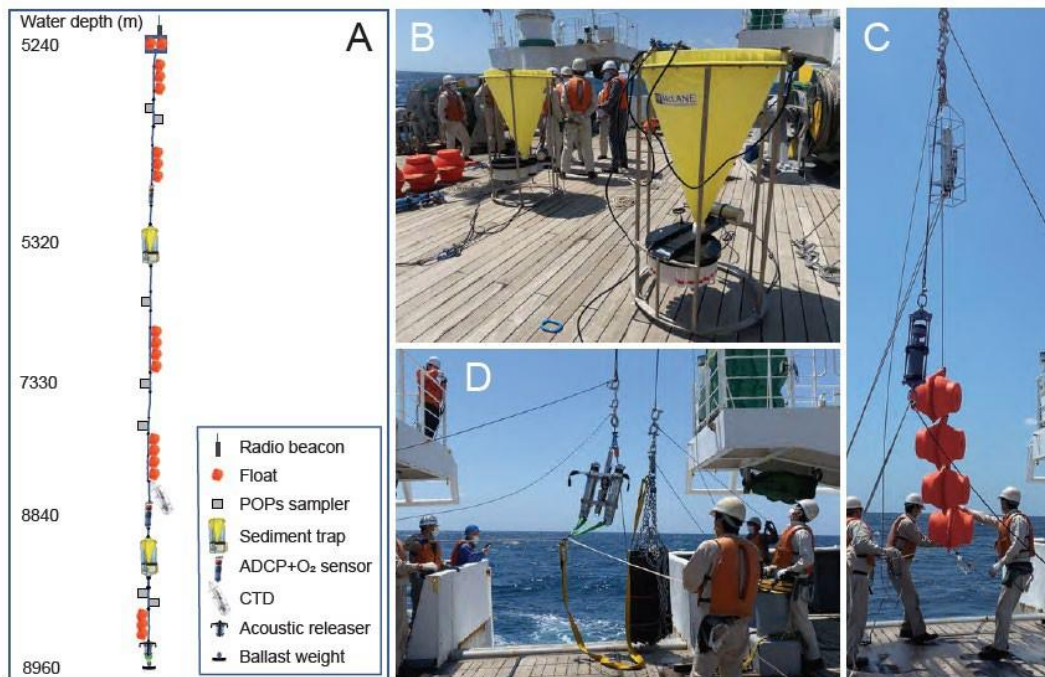 Water depth (m)
A
5240
5320
7330
8840
8960
Radio beacon
Float
POPs sampler
Sediment trap
ADCP+O₂ sensor
CTD
Acoustic releaser
Ballast weight
B
McLANE
D
C